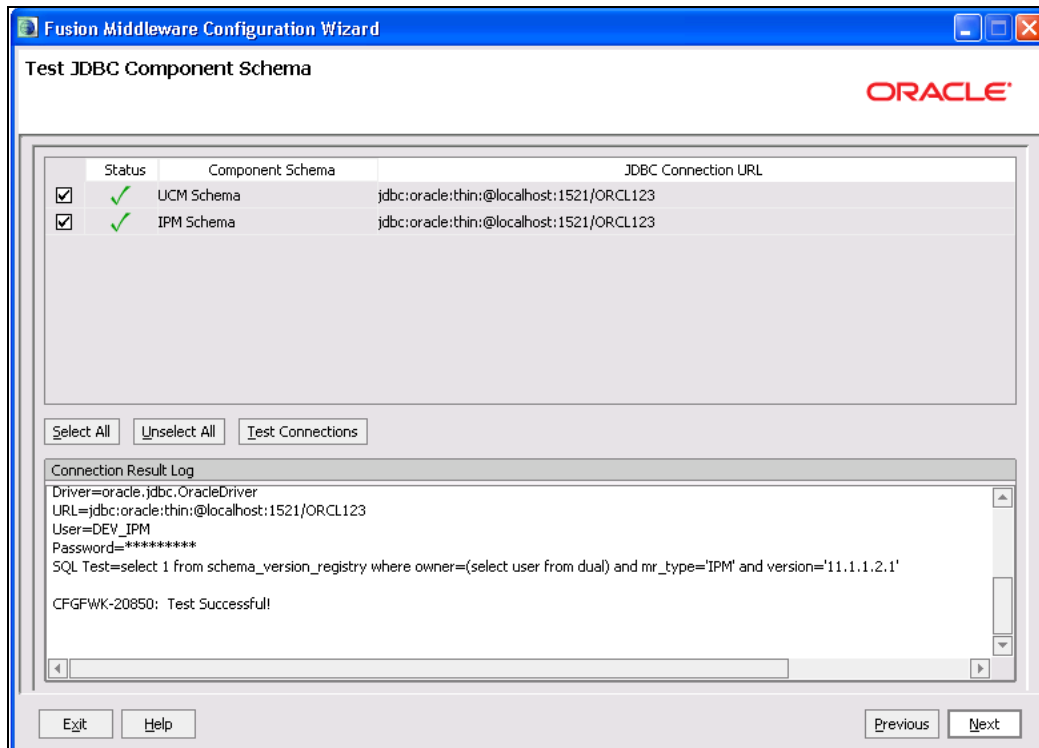 Fusion Middleware Configuration Wizard
Test JDBC Component Schema
ORACLE
Status Component Schema JDBC Connection URL
UCM Schema jdbc:oracle:thin:@localhost:1521/ORCL123
IPM Schema jdbc:oracle:thin:@localhost:1521/ORCL123
Select All Unselect All Test Connections
Connection Result Log
Driver=oracle.jdbc.OracleDriver
URL=jdbc:oracle:thin:@localhost:1521/ORCL123
User=DEV_IPM
Password=*********
SQL Test=select 1 from schema_version_registry where owner=(select user from dual) and mr_type='IPM' and version='11.1.1.2.1'
CFGFWK-20850: Test Successful!
Exit Help Previous Next